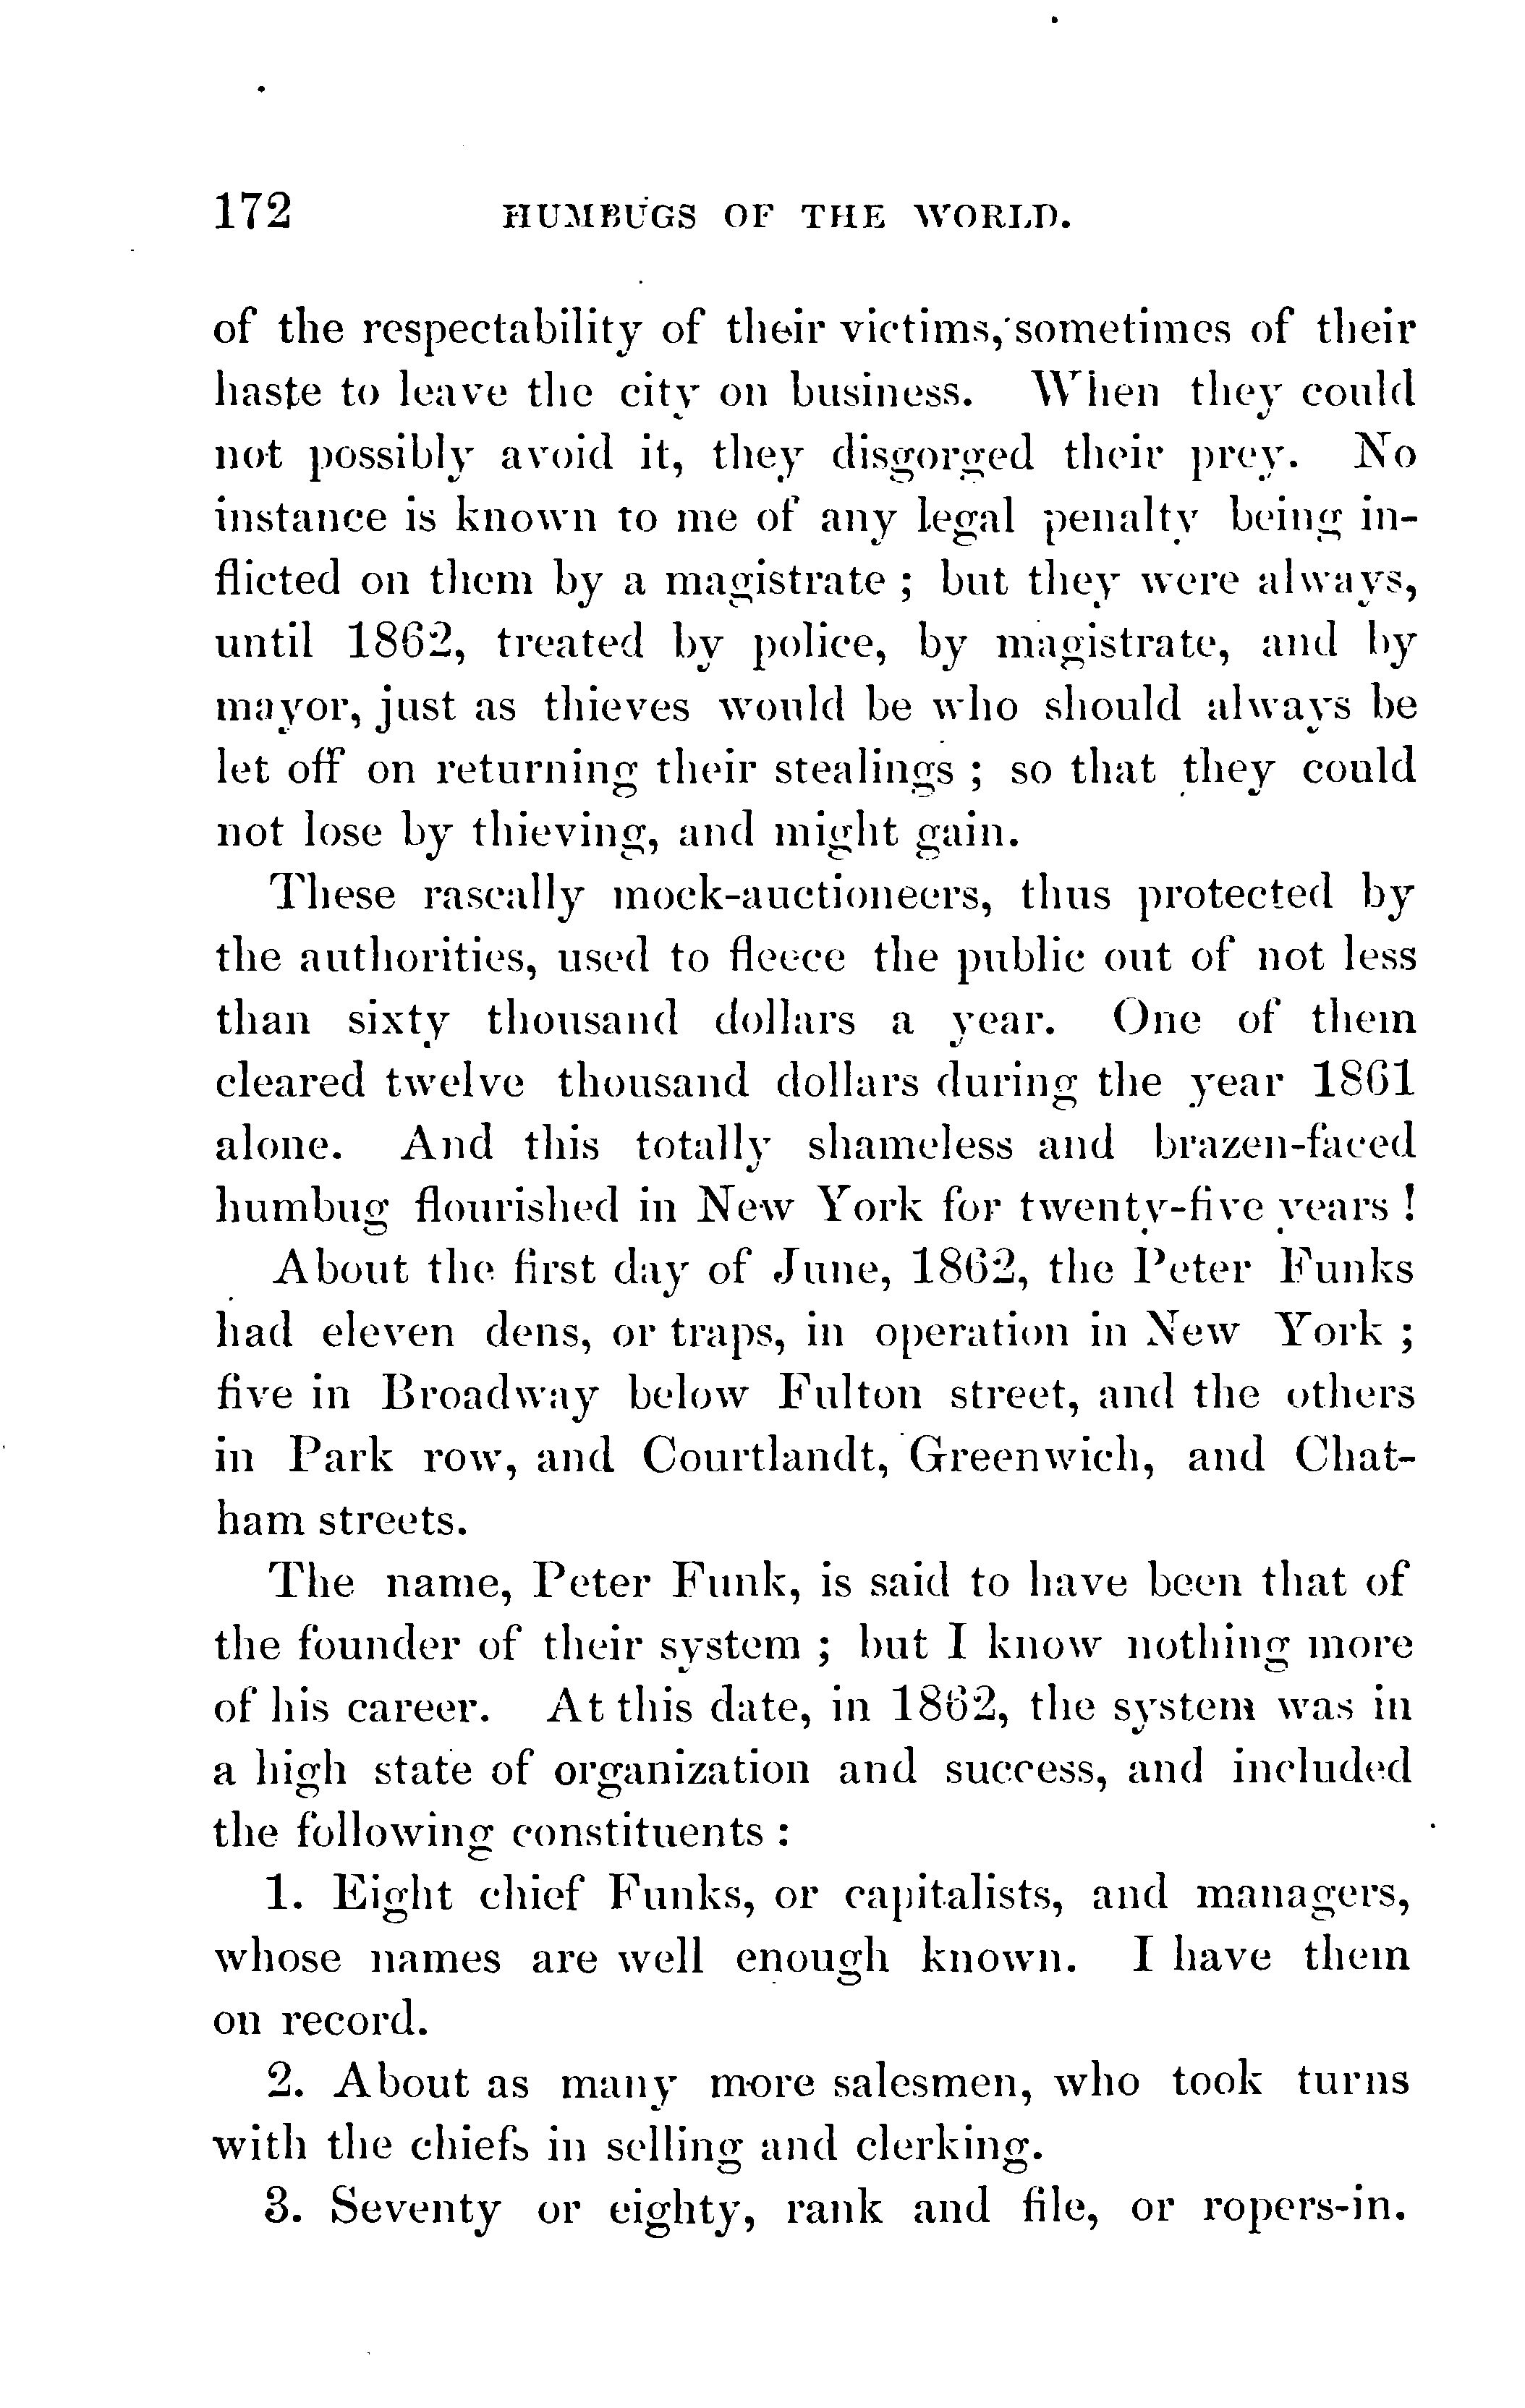 172 HUMBUGS OF THE WORLD.
of the respectability of their victims, sometimes of their
haste to leave the city on business. When they could
not possibly avoid it, they disgorged their prey. No
instance is known to me of any legal penalty being in-
flicted on them by a magistrate ; but they were always,
until 1862, treated by police, by magistrate, and by
mayor, just as thieves would be who should always be
let off on returning their stealings ; so that they could
not lose by thieving, and might gain.
These rascally mock-auctioneers, thus protected by
the authorities, used to fleece the public out of not less
than sixty thousand dollars a year. One of them
cleared twelve thousand dollars during the year 1861
alone. And this totally shameless and brazen-faced
humbug flourished in New York for twenty-five years !
About the first day of June, 1862, the Peter Funks
had eleven dens, or traps, in operation in New York ;
five in Broadway below Fulton street, and the others
in Park row, and Courtlandt, Greenwich, and Chat-
ham streets.
The name, Peter Funk, is said to have been that of
the founder of their system ; but I know nothing more
of his career. At this date, in 1862, the system was in
a high state of organization and success, and included
the following constituents :
1. Eight chief Funks, or capitalists, and managers,
whose names are well enough known. I have them
on record.
2. About as many more salesmen, who took turns
with the chiefs in selling and clerking.
3. Seventy or eighty, rank and file, or ropers-in.